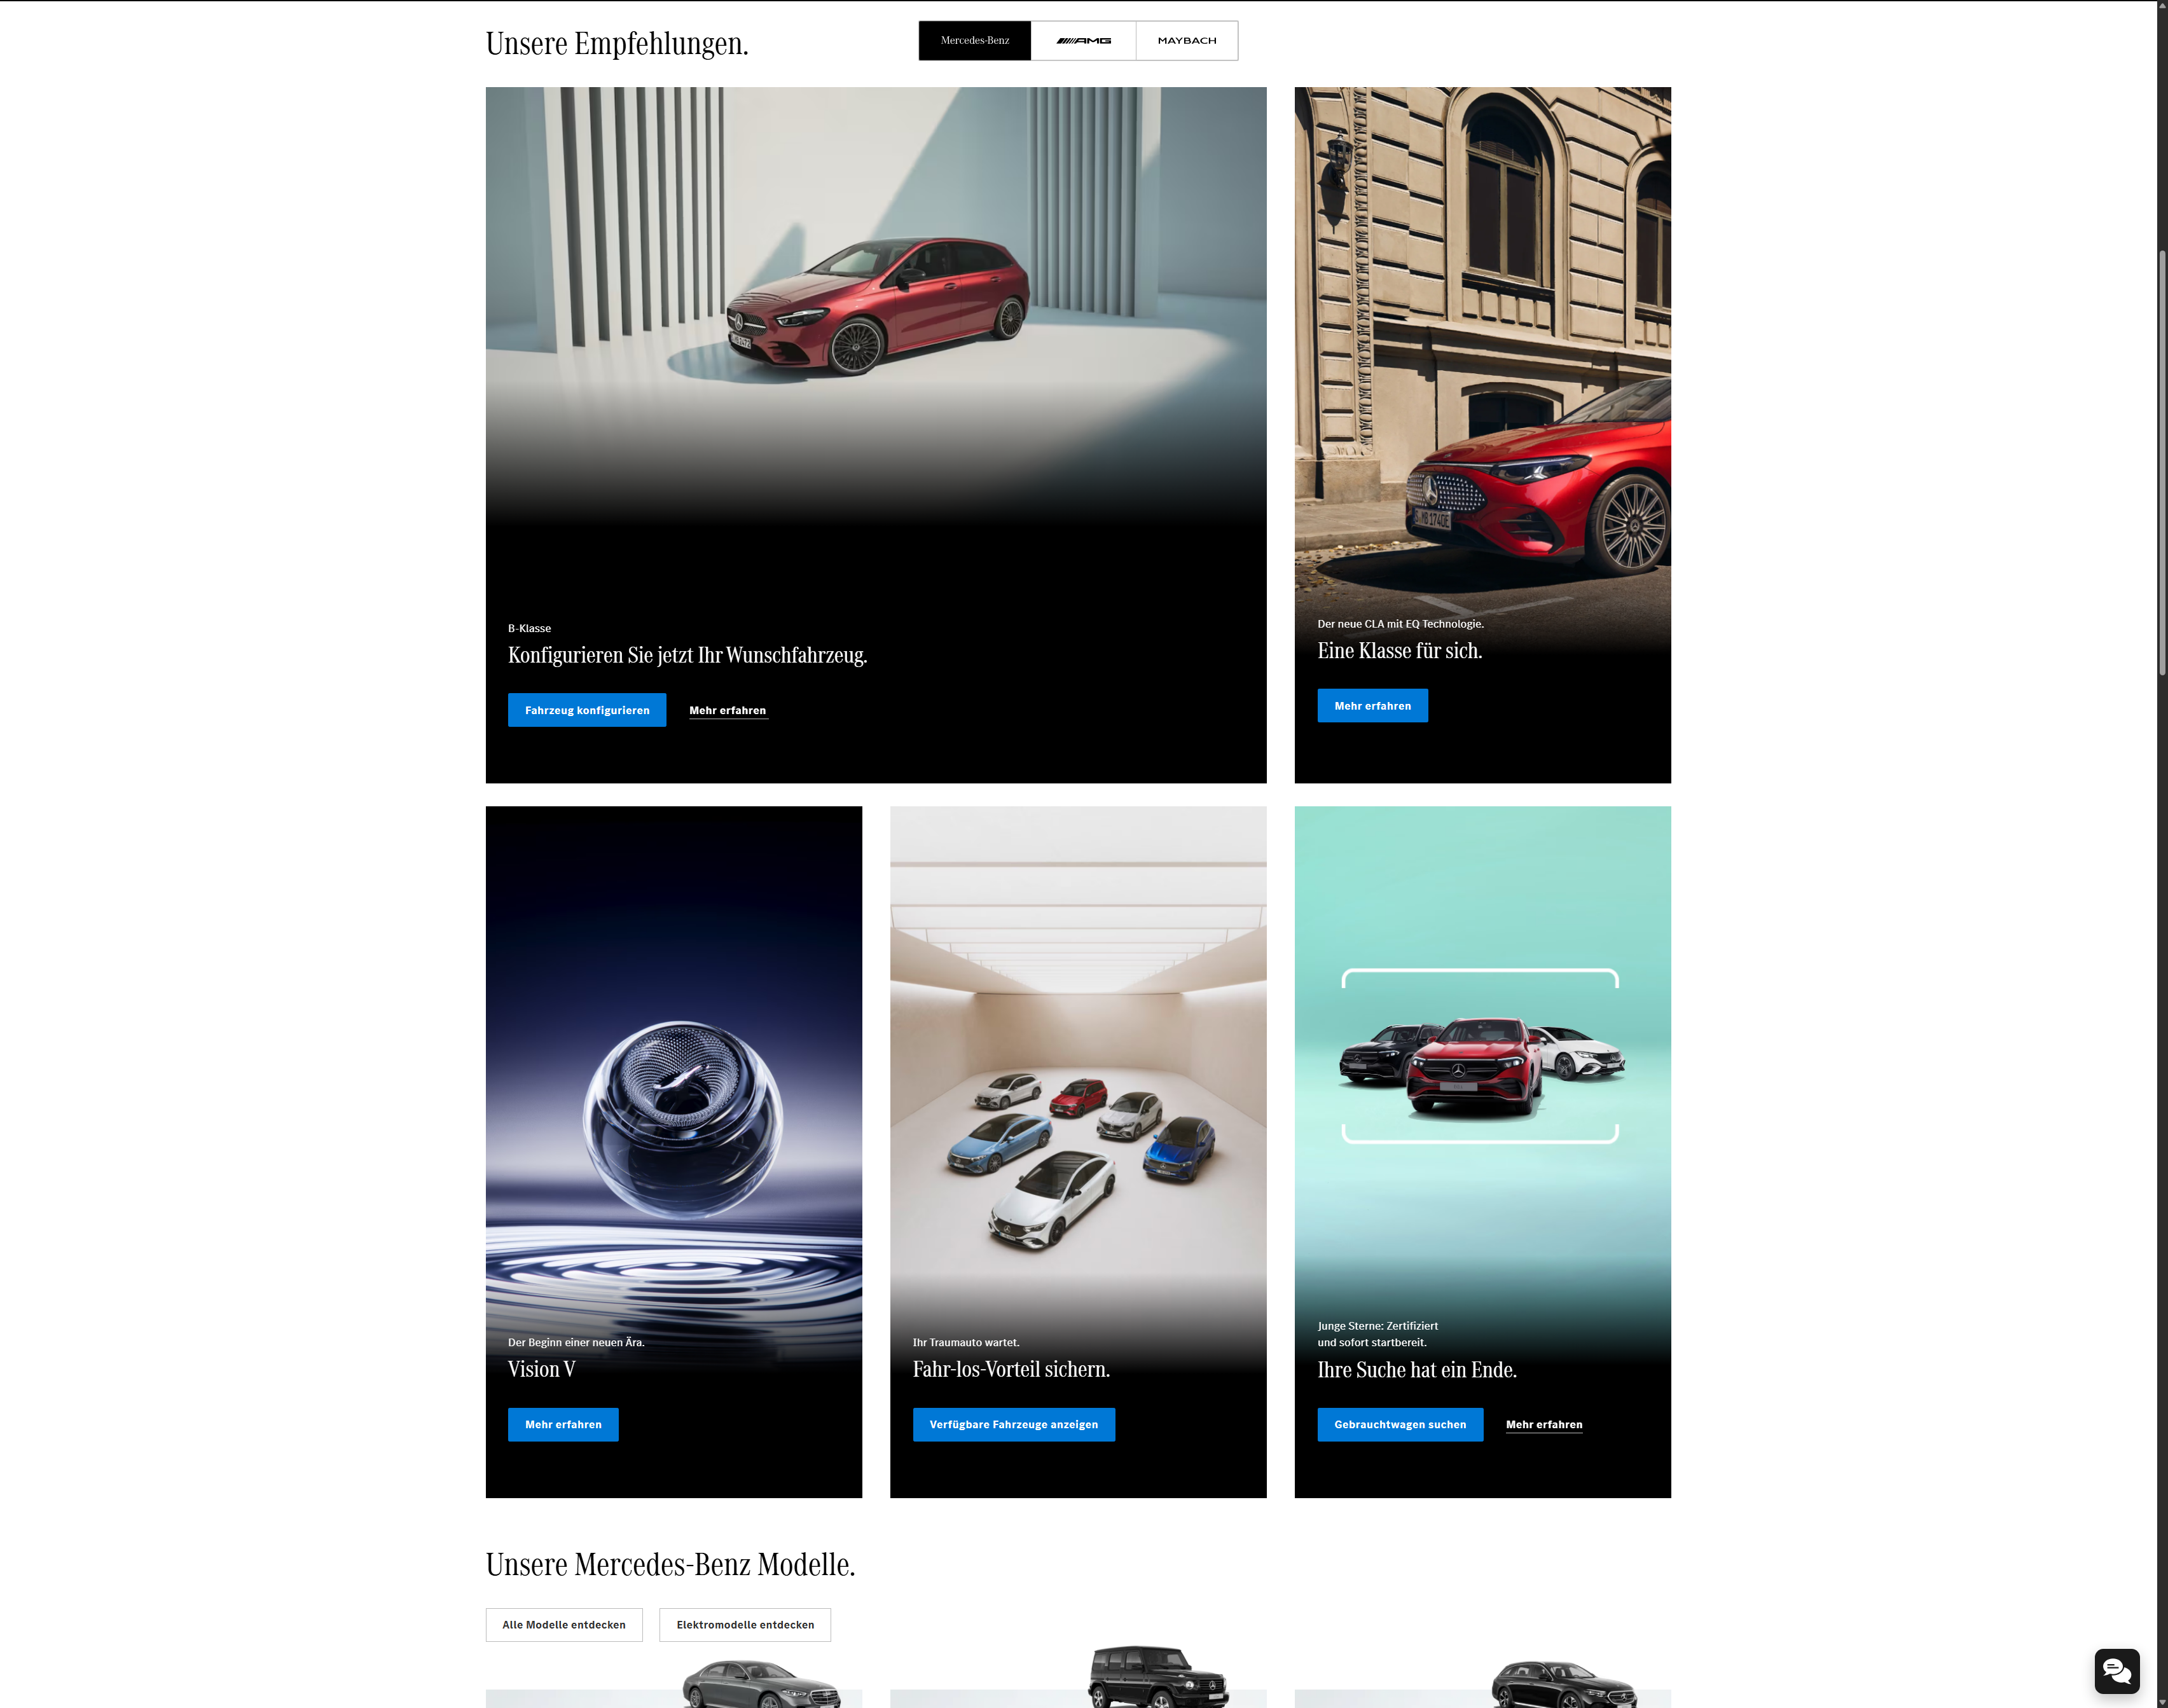 Unsere Empfehlungen.
Mercedes-Benz
AMG
MAYBACH
B-Klasse
Konfigurieren Sie jetzt Ihr Wunschfahrzeug.
Fahrzeug konfigurieren
Mehr erfahren
S MB 1740E
Der neue CLA mit EQ Technologie.
Eine Klasse für sich.
Mehr erfahren
Der Beginn einer neuen Ära.
Vision V
Mehr erfahren
Ihr Traumauto wartet.
Fahr-los-Vorteil sichern.
Verfügbare Fahrzeuge anzeigen
Junge Sterne: Zertifiziert
und sofort startbereit.
Ihre Suche hat ein Ende.
Gebrauchtwagen suchen
Mehr erfahren
Unsere Mercedes-Benz Modelle.
Alle Modelle entdecken
Elektromodelle entdecken